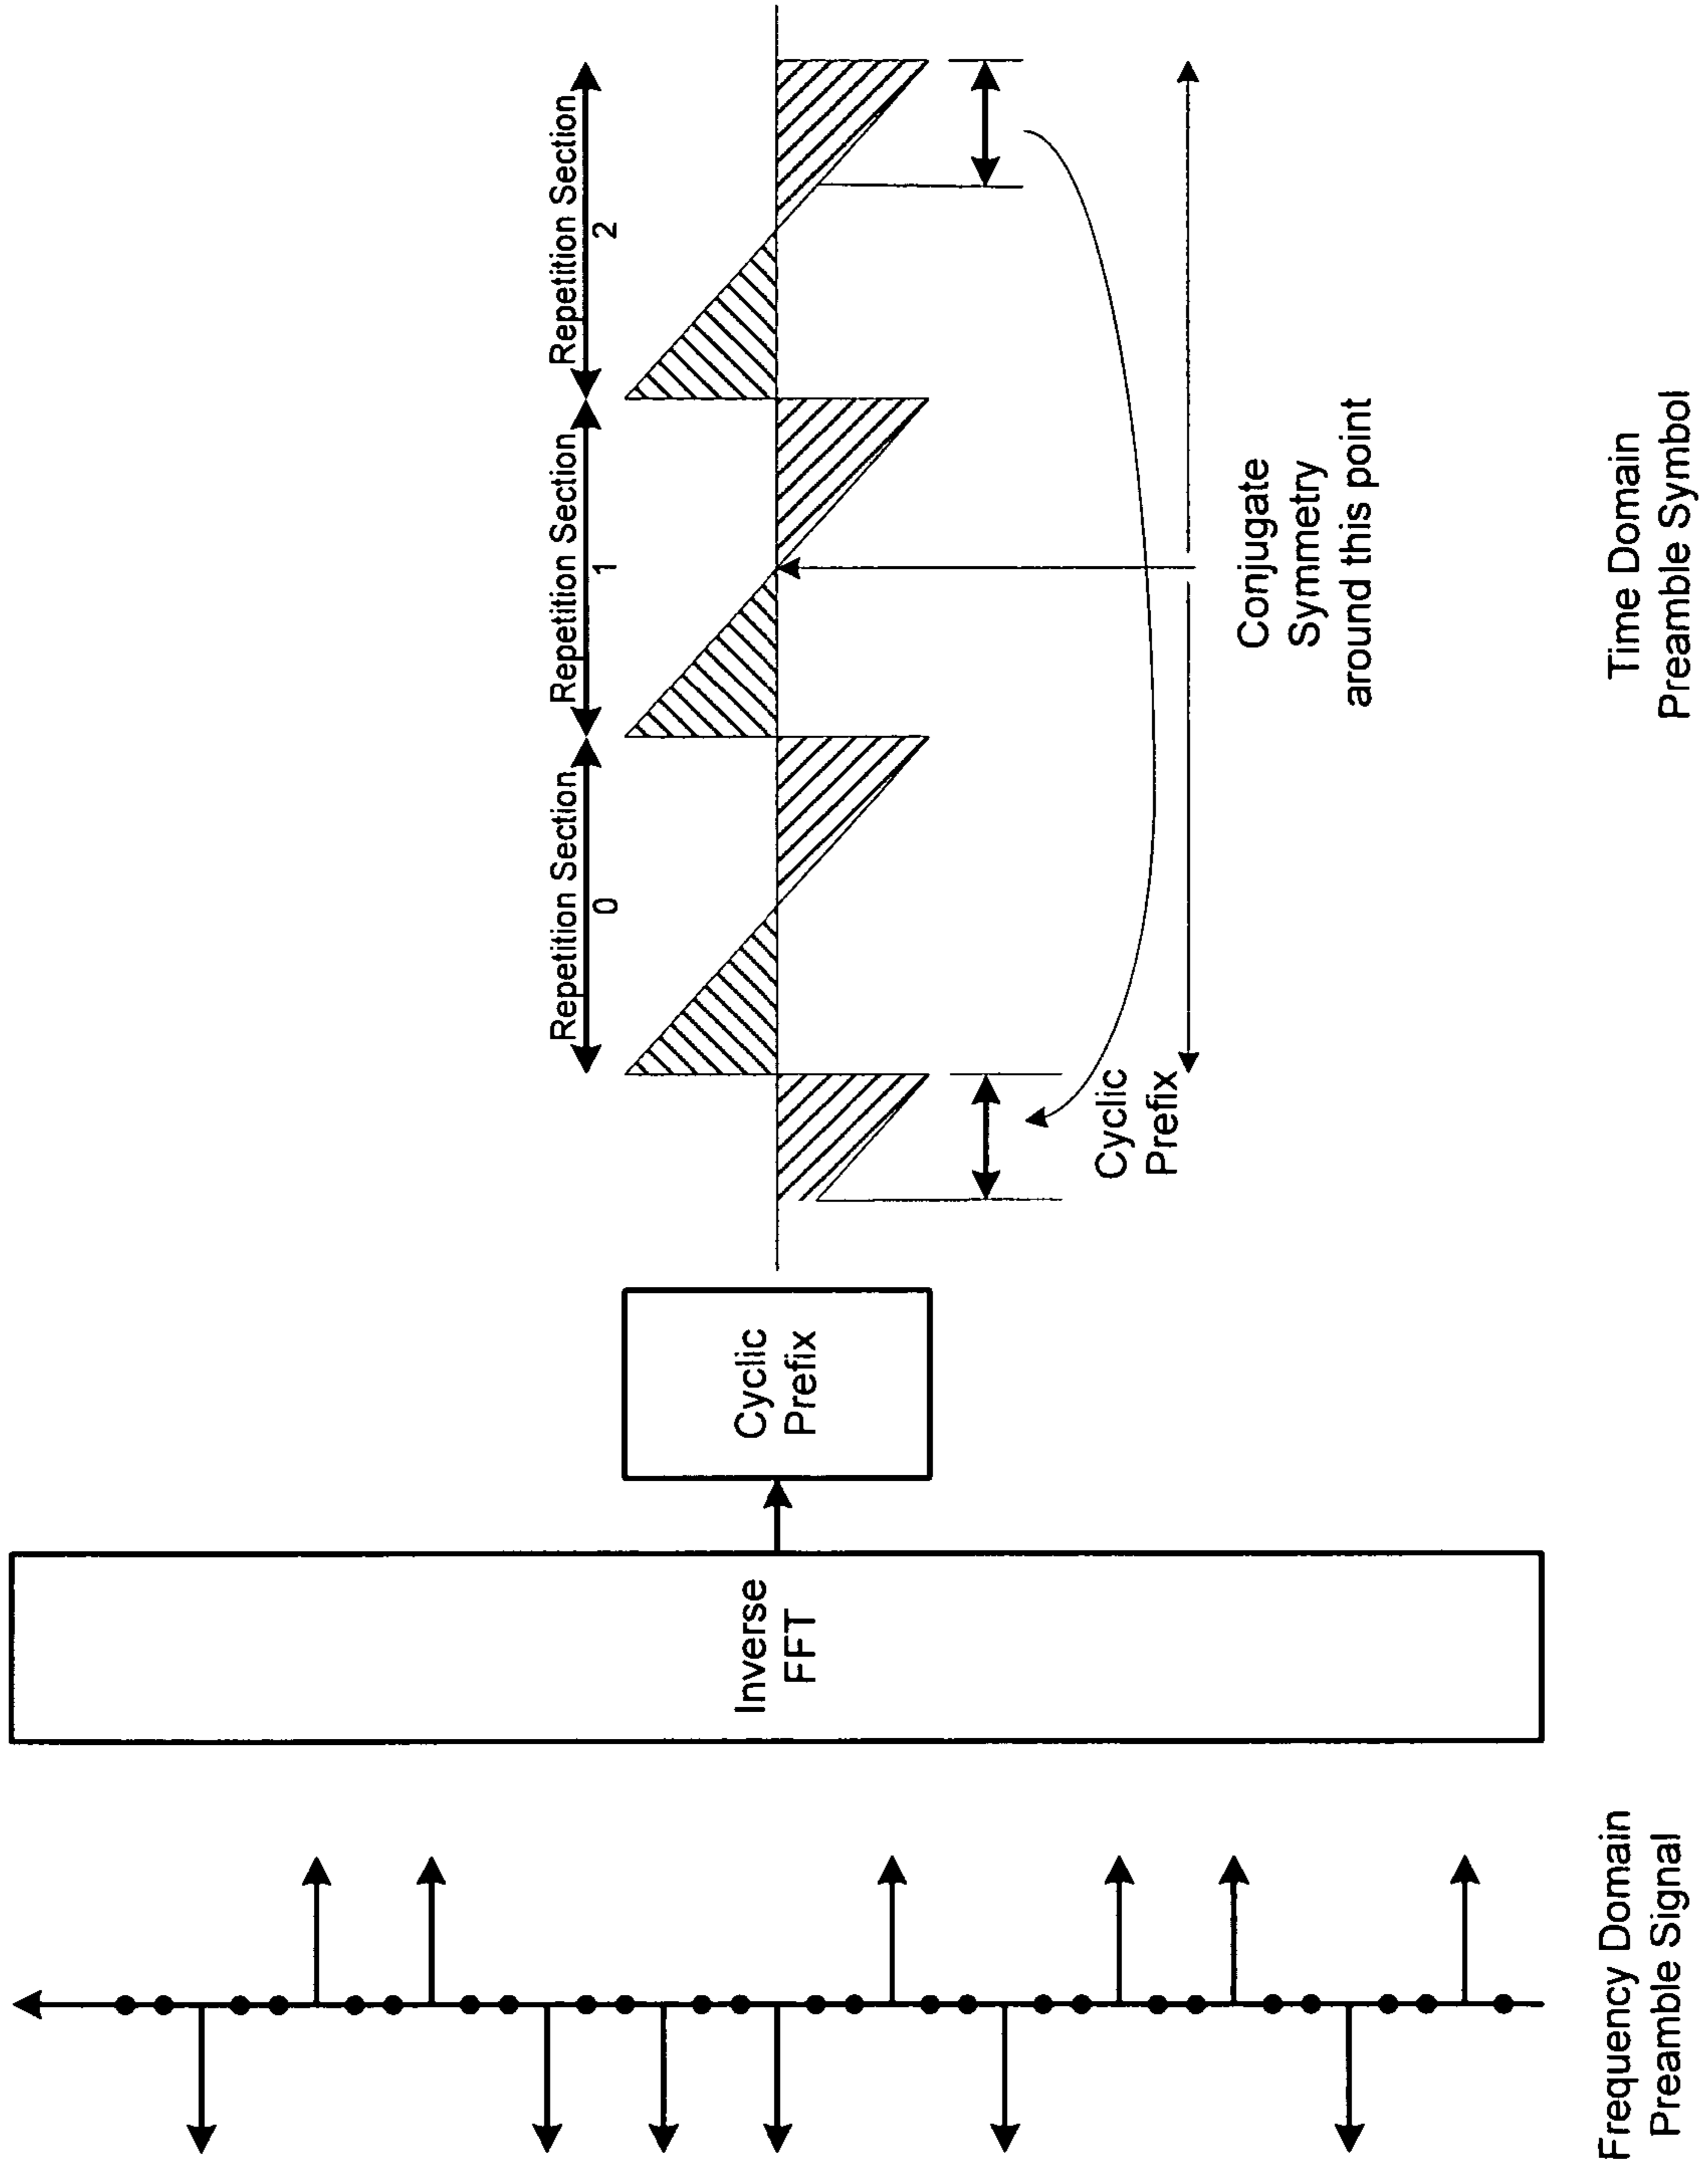 Frequency Domain
Preamble Signal
Inverse
FFT
Cyclic
Prefix
Repetition Section
0
Repetition Section
1
Repetition Section
2
Cyclic
Prefix
Conjugate
Symmetry
around this point
Time Domain
Preamble Symbol